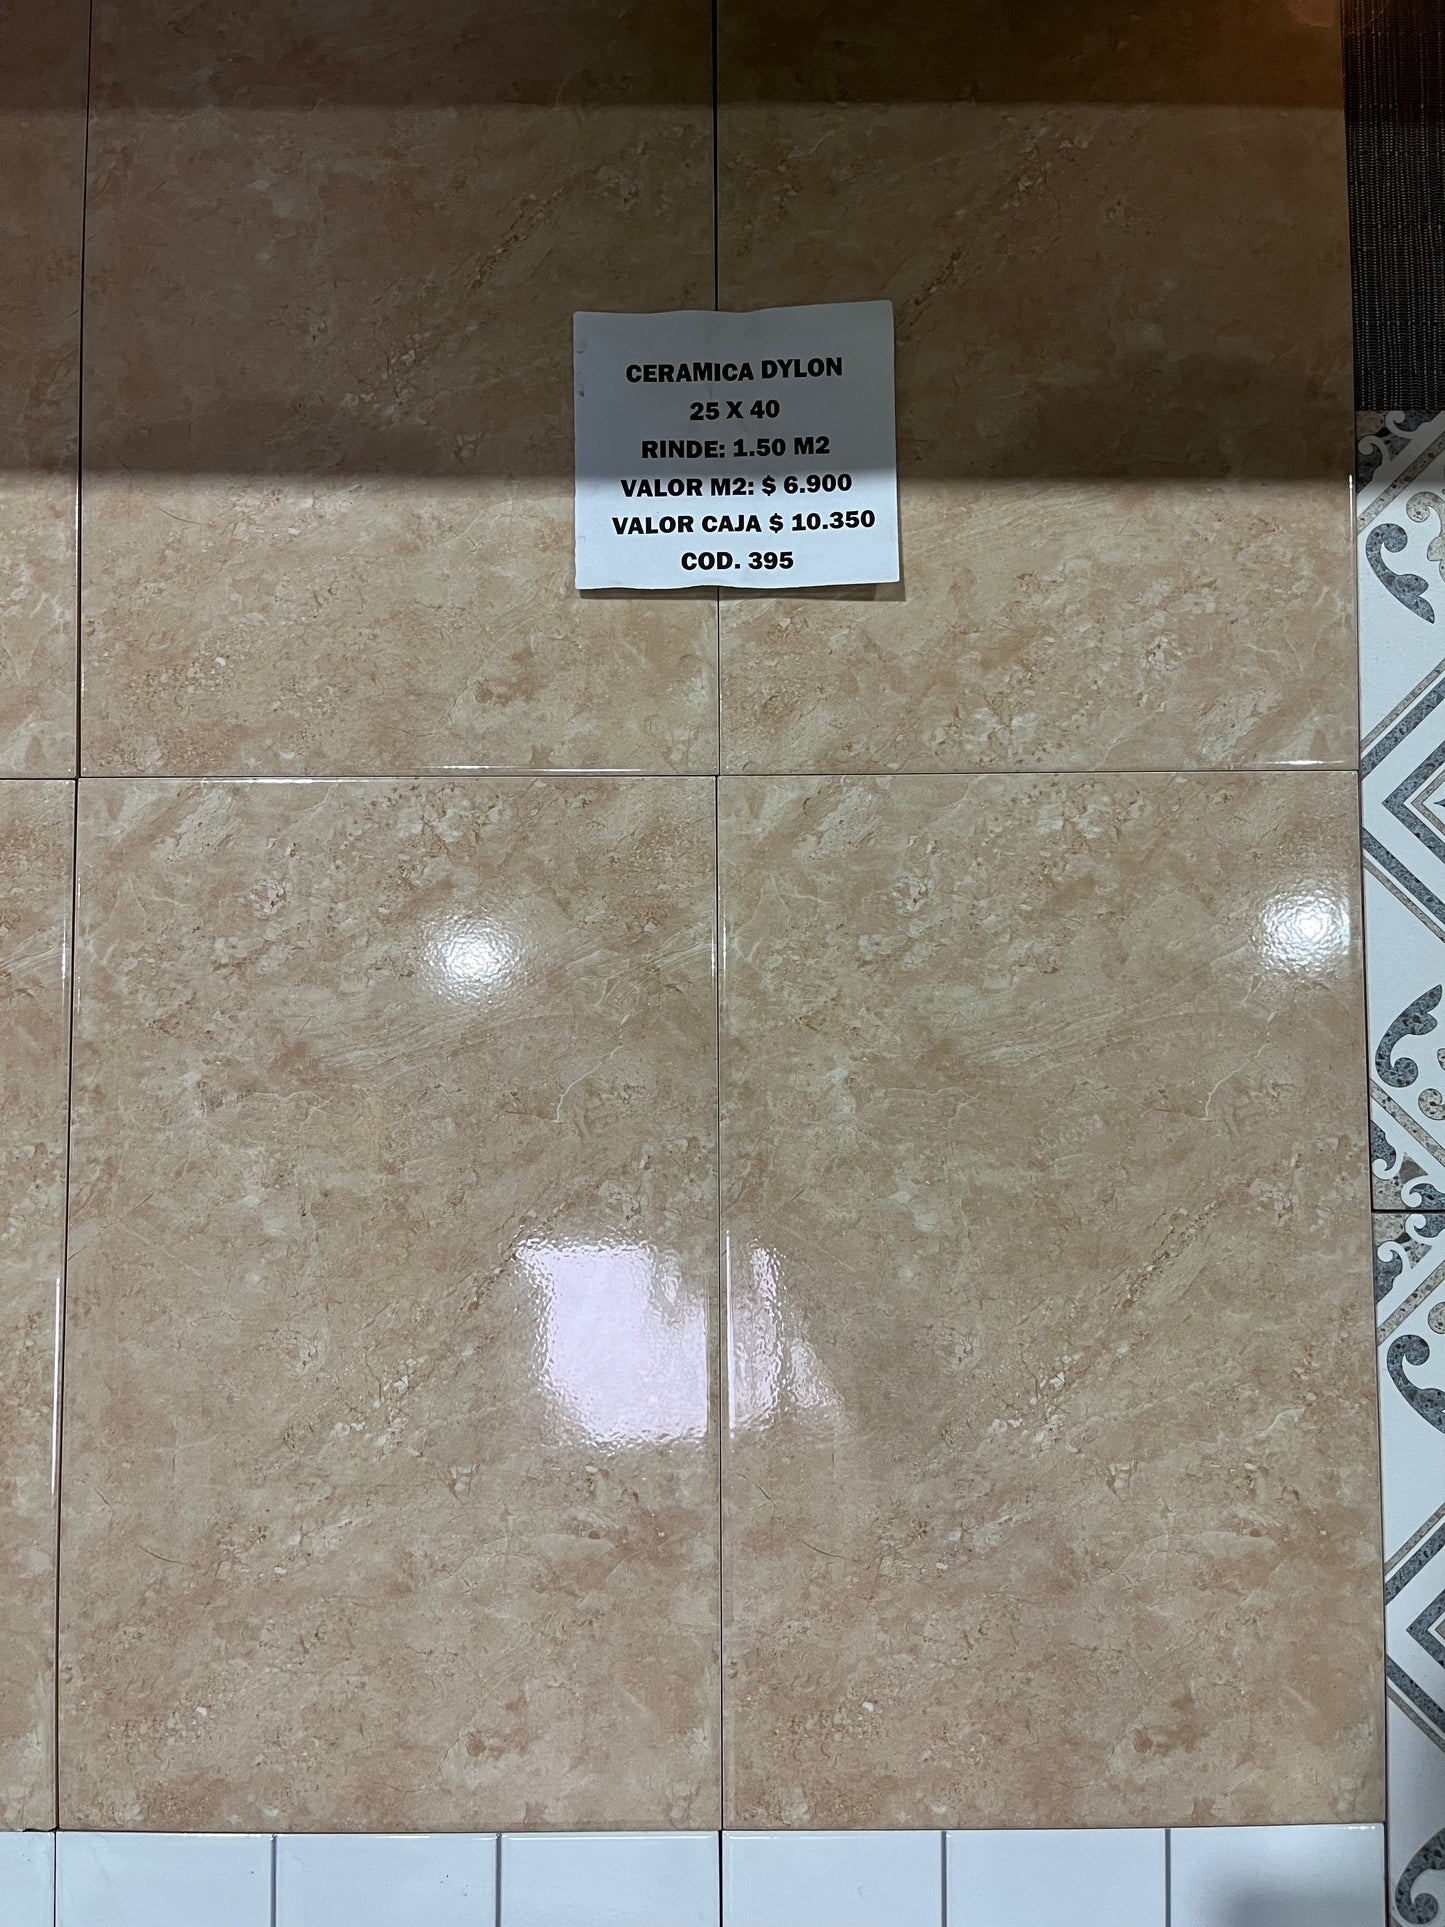 CERAMICA DYLON
25 X 40
RINDE: 1.50 M2
VALOR M2: $ 6.900
VALOR CAJA $ 10.350
COD. 395